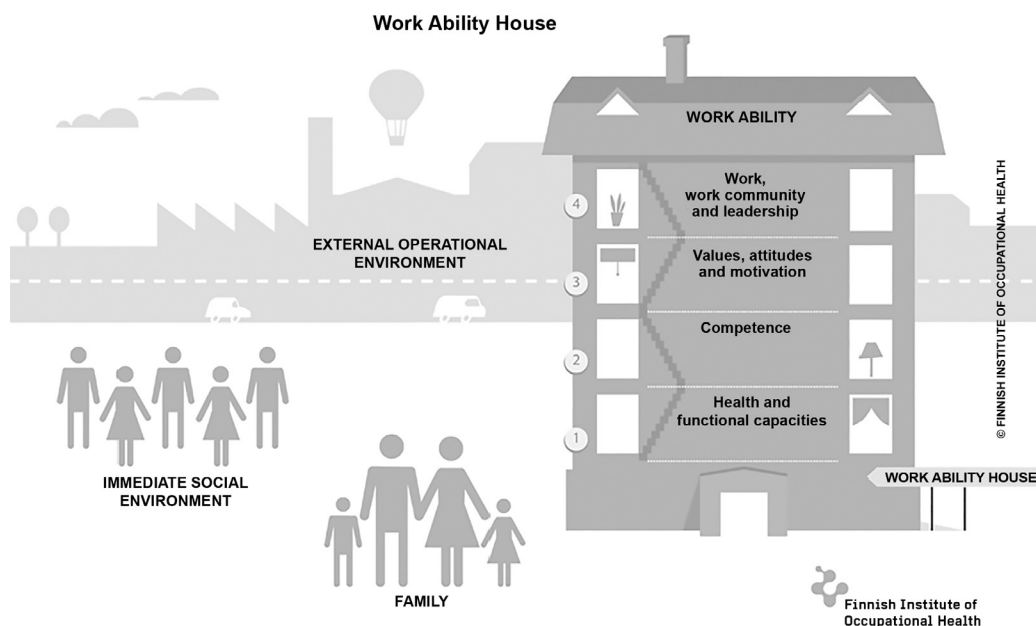 Work Ability House
WORK ABILITY
4
Work,
work community
and leadership
EXTERNAL OPERATIONAL
ENVIRONMENT
3
Values, attitudes
and motivation
2
Competence
1
Health and
functional capacities
IMMEDIATE SOCIAL
ENVIRONMENT
FAMILY
WORK ABILITY HOUSE
© FINNISH INSTITUTE OF OCCUPATIONAL HEALTH
Finnish Institute of
Occupational Health